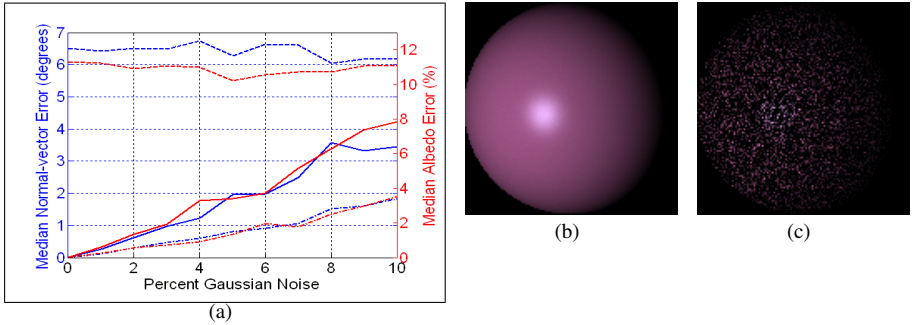 Median Normal-vector Error (degrees)
7
6
5
4
3
2
1
0
12
10
8
6
4
2
0
Median Albedo Error (%)
0 2 4 6 8 10
Percent Gaussian Noise
(a)
(b)
(c)